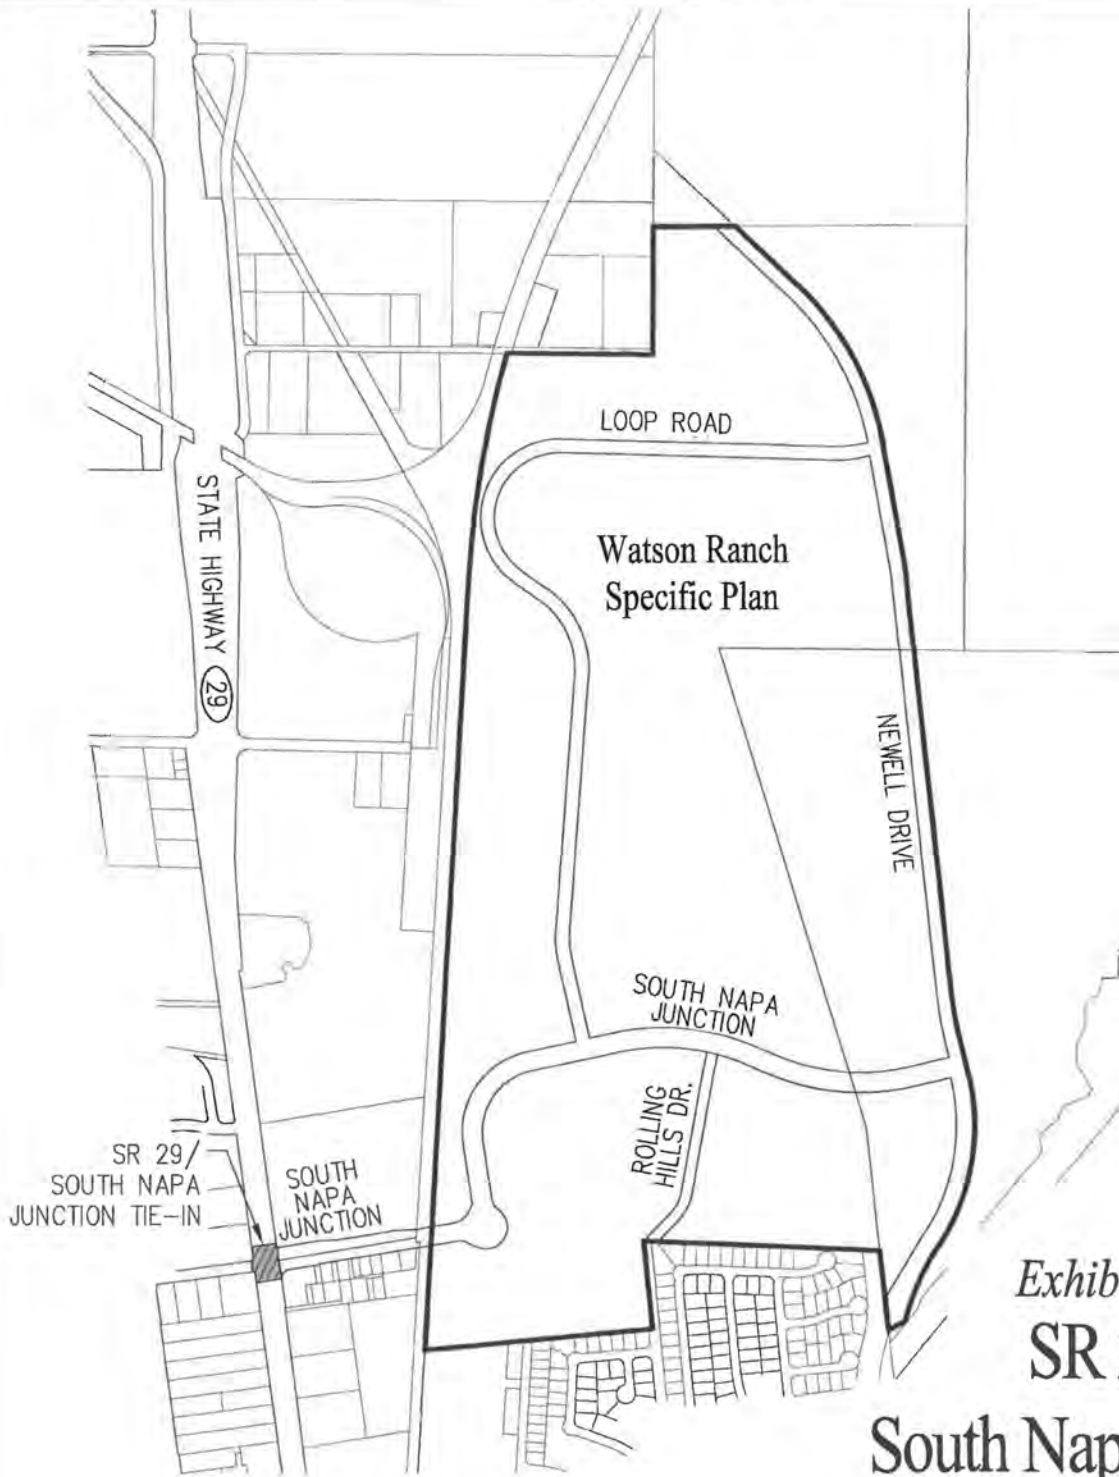 LOOP ROAD
Watson Ranch
Specific Plan
STATE HIGHWAY 29
NEWELL DRIVE
SOUTH NAPA
JUNCTION
ROLLING
HILLS DR.
SR 29/
SOUTH NAPA
JUNCTION TIE-IN
SOUTH
NAPA
JUNCTION
SR